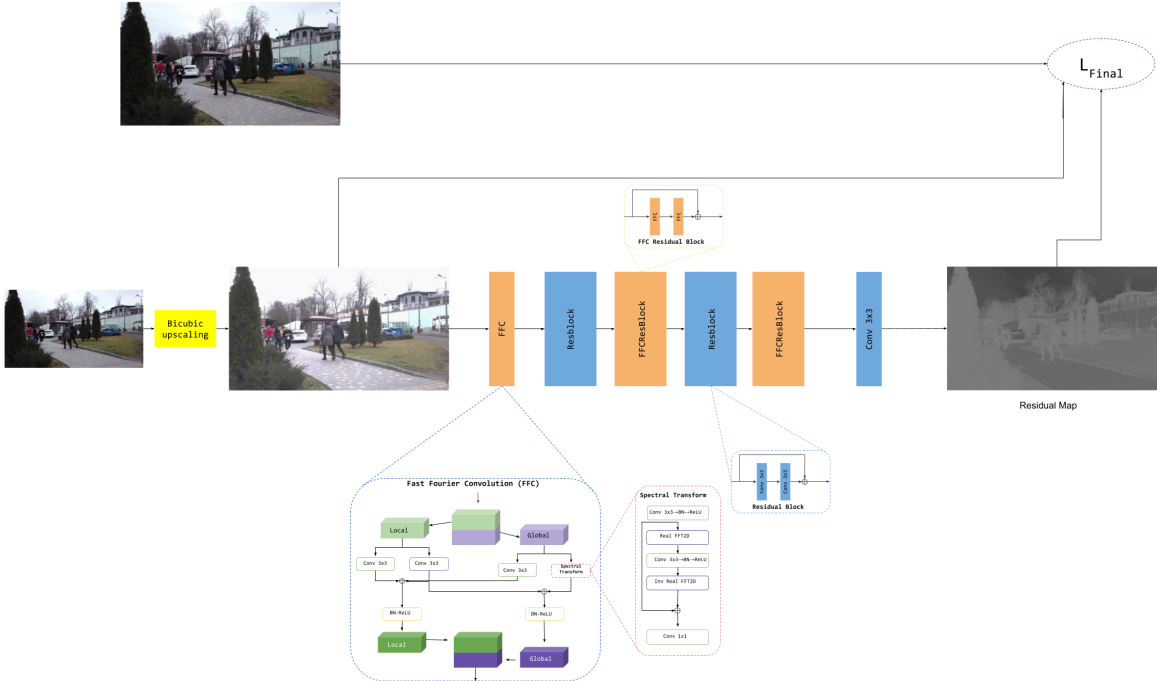 L Final
FFC
FFC
FFC Residual Block
Bicubic
upscaling
FFC
Resblock
FFCResBlock
Resblock
FFCResBlock
Conv 3x3
Residual Map
Conv 3x3
Conv 3x3
Residual Block
Fast Fourier Convolution (FFC)
Local
Global
Conv 3x3
Conv 3x3
Conv 3x3
Spectral
Transform
BN-ReLU
BN-ReLU
Local
Global
Spectral Transform
Conv 3x3→BN→ReLU
Real FFT2D
Conv 3x3→BN→ReLU
Inv Real FFT2D
Conv 1x1